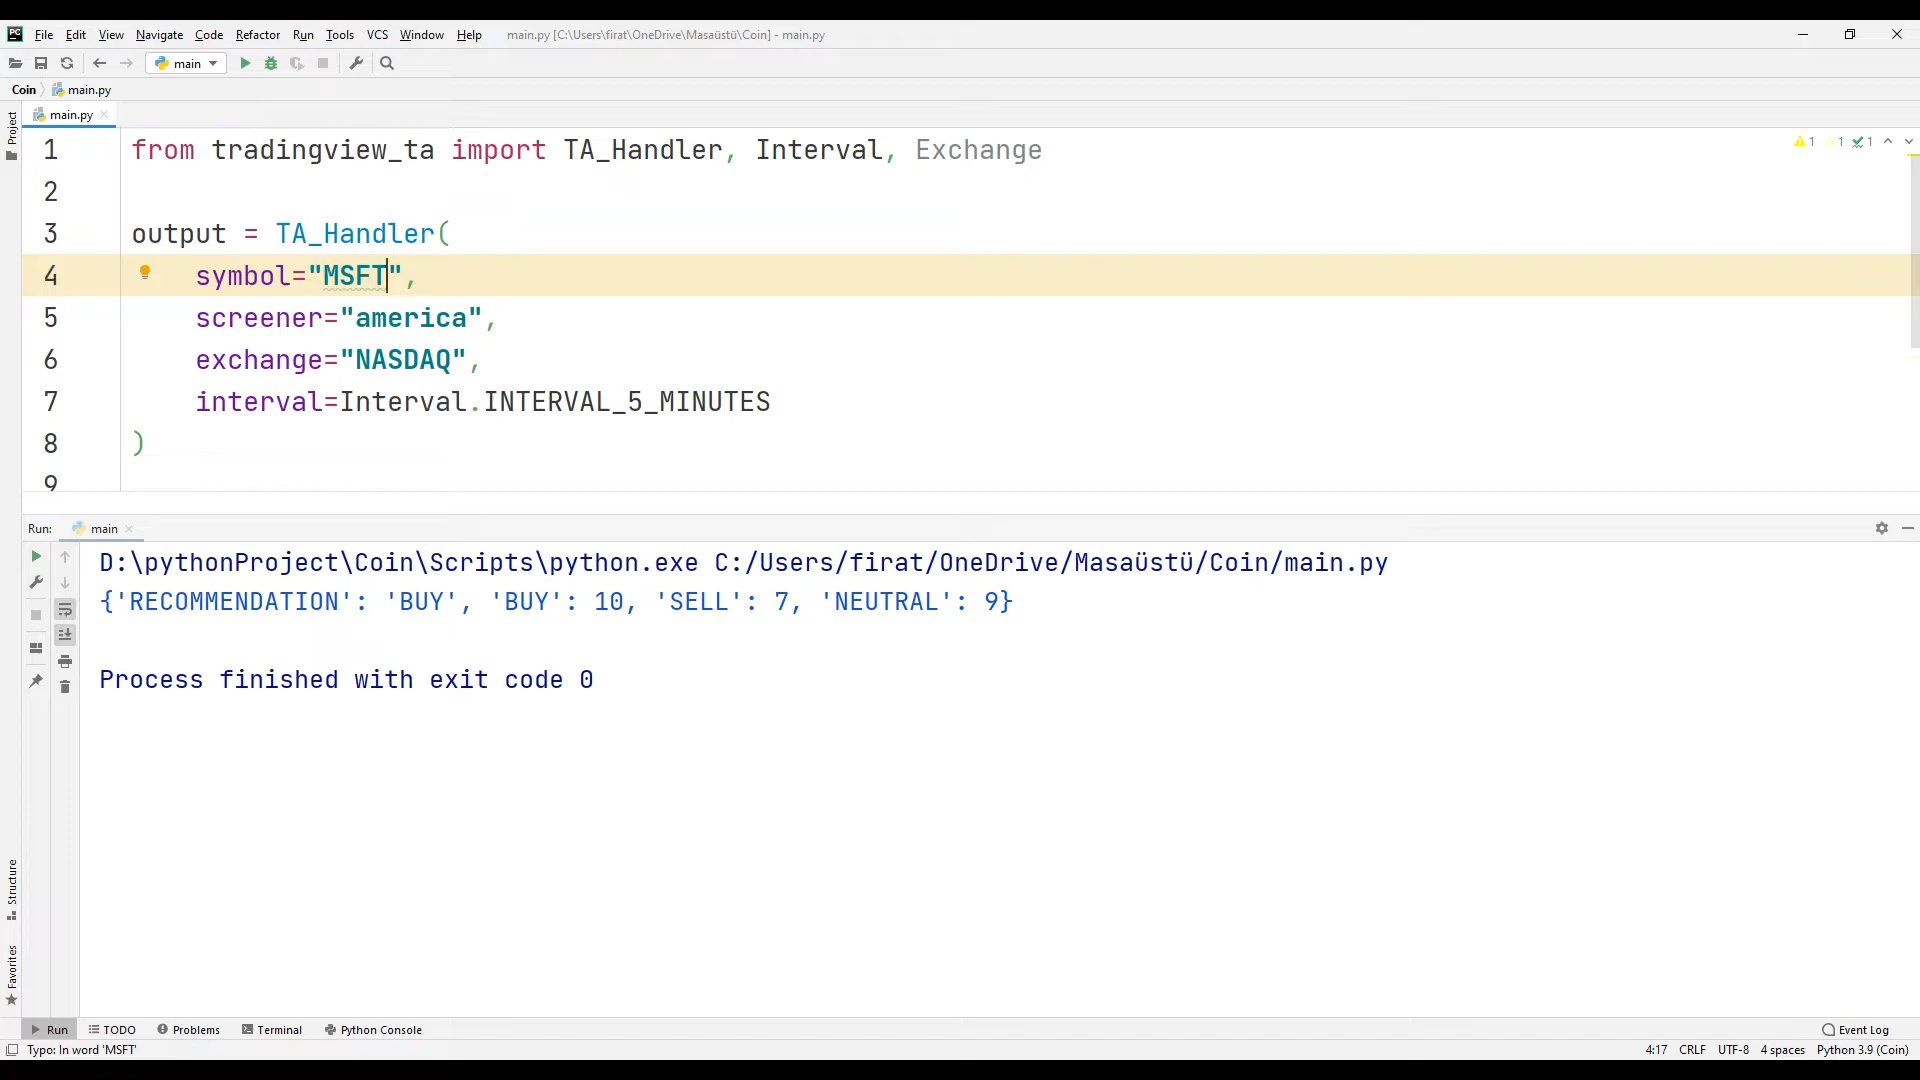 PC File Edit View Navigate Code Refactor Run Tools VCS Window Help main.py [C:\Users\firat\OneDrive\Masaüstü\Coin] - main.py
main
Coin main.py
main.py
Project
1 from tradingview_ta import TA_Handler, Interval, Exchange
1 1 1
2
3 output = TA_Handler(
4 symbol="MSFT",
5 screener="america",
6 exchange="NASDAQ",
7 interval=Interval.INTERVAL_5_MINUTES
8 )
9
Run: main
D:\pythonProject\Coin\Scripts\python.exe C:/Users/firat/OneDrive/Masaüstü/Coin/main.py
{'RECOMMENDATION': 'BUY', 'BUY': 10, 'SELL': 7, 'NEUTRAL': 9}
Process finished with exit code 0
Structure
Favorites
Run TODO Problems Terminal Python Console Event Log
Typo: In word 'MSFT' 4:17 CRLF UTF-8 4 spaces Python 3.9 (Coin)